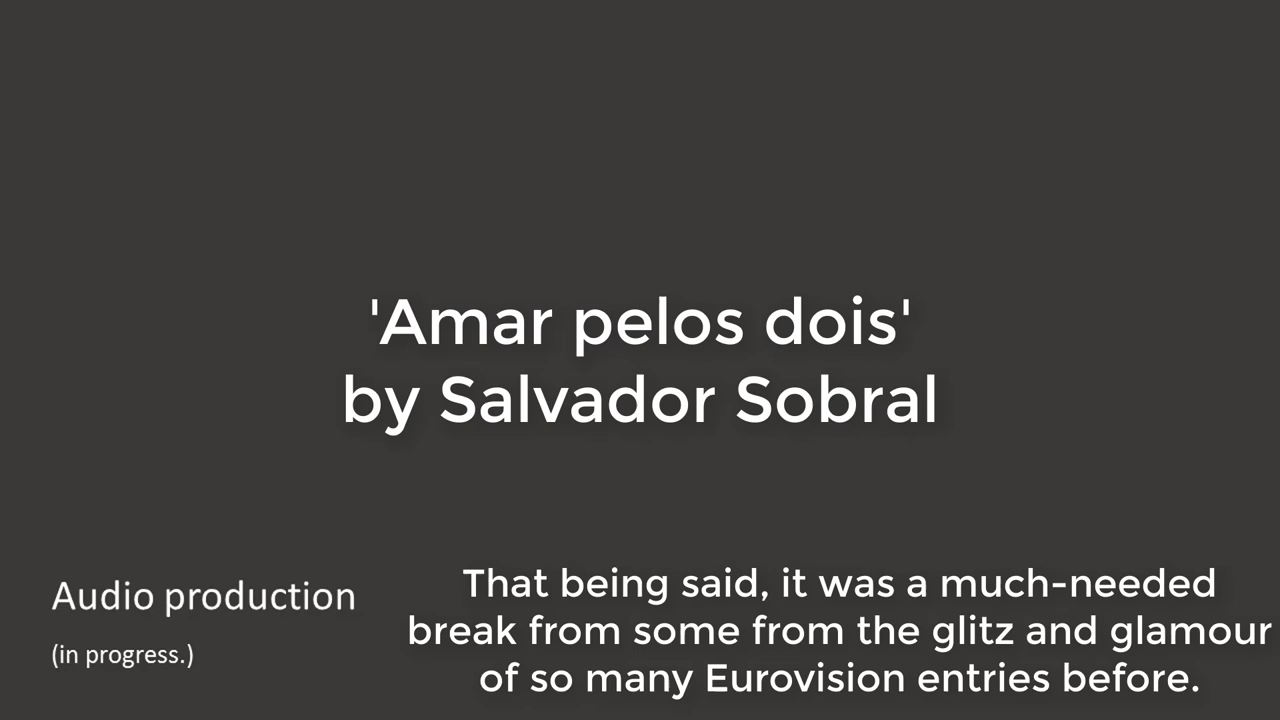 'Amar pelos dois'
by Salvador Sobral
Audio production
(in progress.)
That being said, it was a much-needed
break from some from the glitz and glamour
of so many Eurovision entries before.